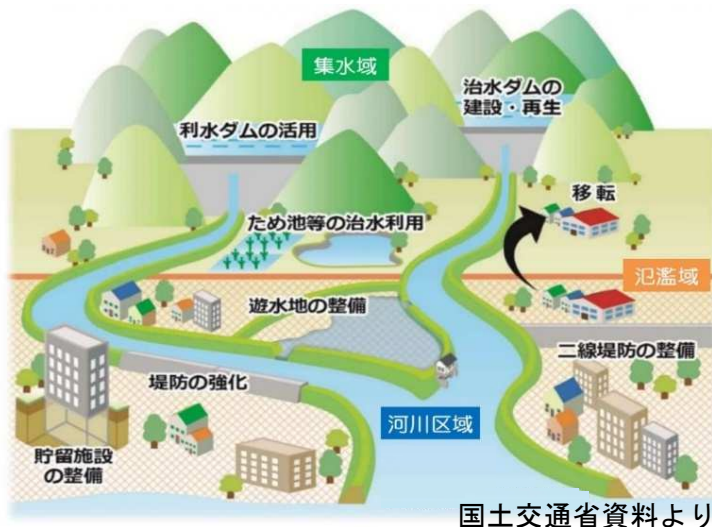 集水域
治水ダムの
建設・再生
利水ダムの活用
移転
ため池等の治水利用
氾濫域
遊水地の整備
二線堤防の整備
堤防の強化
河川区域
貯留施設
の整備
国土交通省資料より